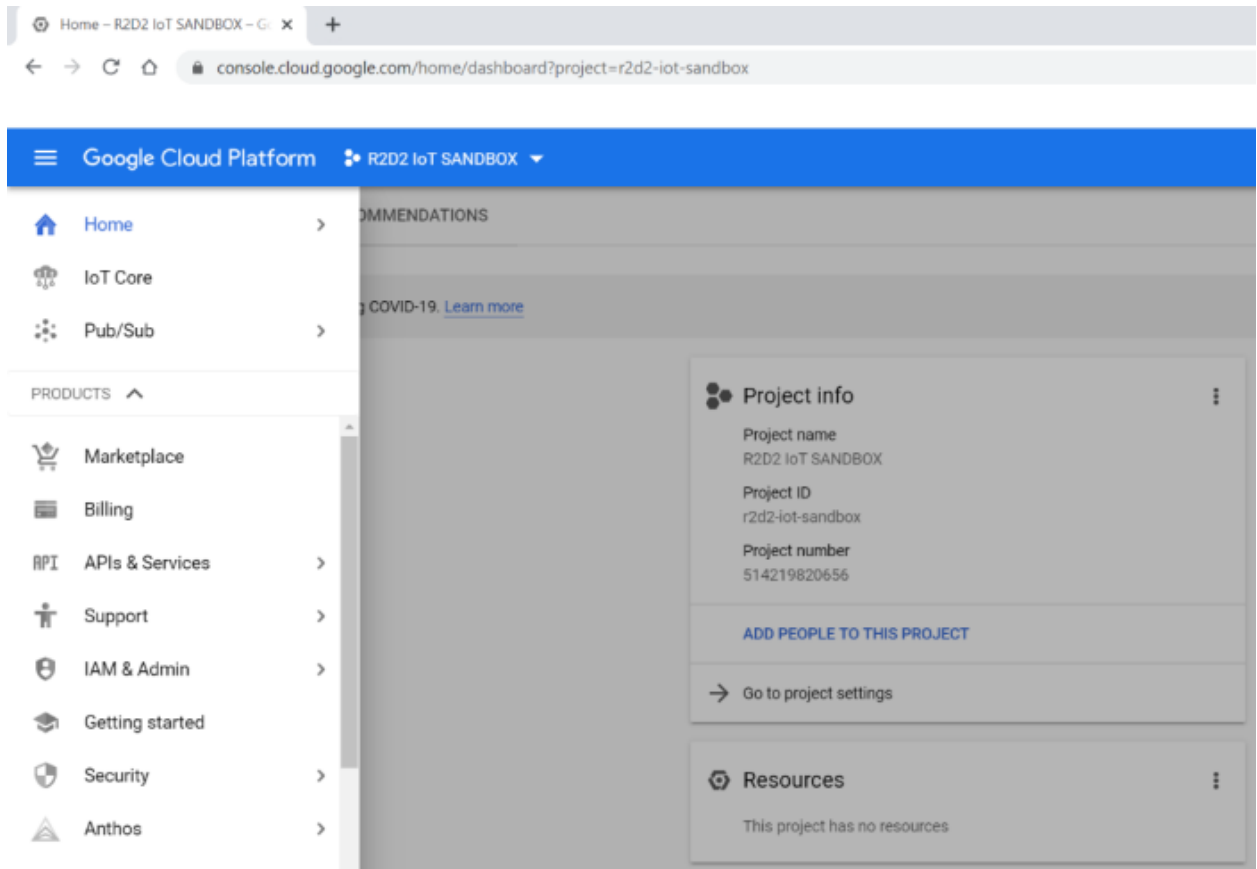 Home – R2D2 IoT SANDBOX – G
console.cloud.google.com/home/dashboard?project=r2d2-iot-sandbox
Google Cloud Platform R2D2 IoT SANDBOX
Home
IoT Core
Pub/Sub
PRODUCTS
Marketplace
Billing
API APIs & Services
Support
IAM & Admin
Getting started
Security
Anthos
OMMENDATIONS
COVID-19. Learn more
Project info
Project name
R2D2 IoT SANDBOX
Project ID
r2d2-iot-sandbox
Project number
514219820656
ADD PEOPLE TO THIS PROJECT
Go to project settings
Resources
This project has no resources